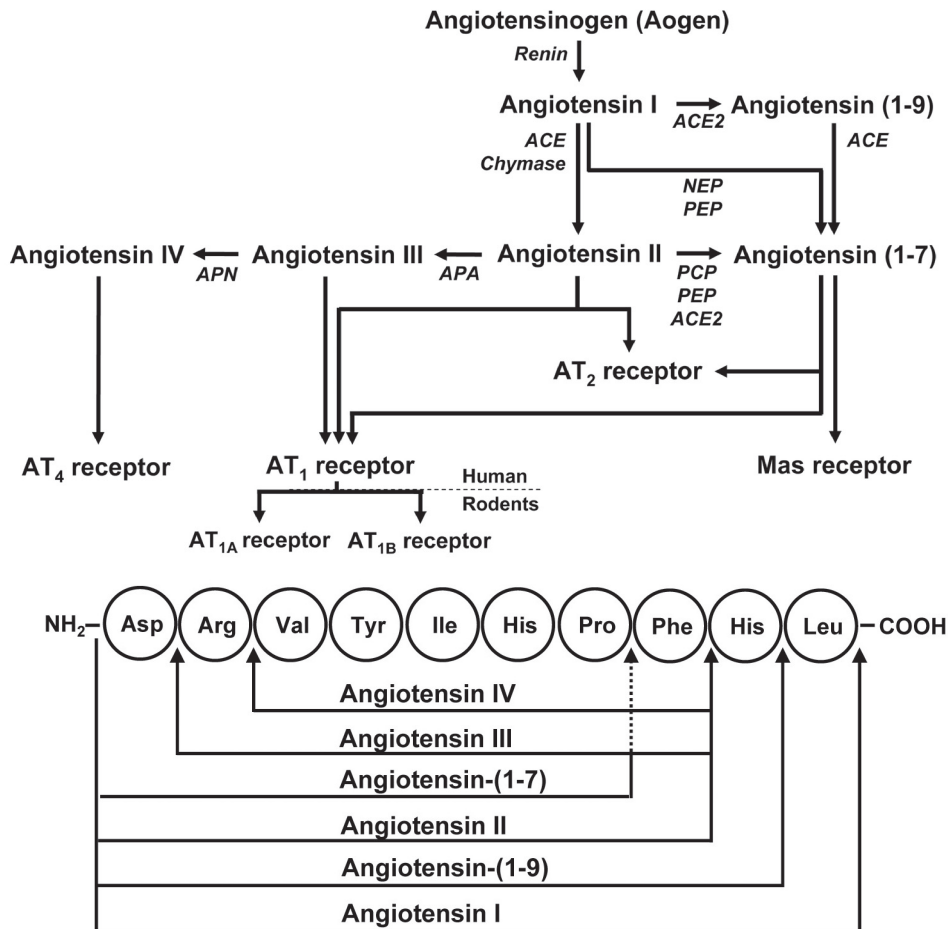 Angiotensinogen (Aogen)
Renin
Angiotensin I
ACE2
Angiotensin (1-9)
ACE
Chymase
ACE
NEP
PEP
Angiotensin IV
APN
Angiotensin III
APA
Angiotensin II
PCP
PEP
ACE2
Angiotensin (1-7)
AT2 receptor
AT4 receptor
AT1 receptor
Mas receptor
Human
Rodents
AT1A receptor
AT1B receptor
NH2– Asp Arg Val Tyr Ile His Pro Phe His Leu –COOH
Angiotensin IV
Angiotensin III
Angiotensin-(1-7)
Angiotensin II
Angiotensin-(1-9)
Angiotensin I